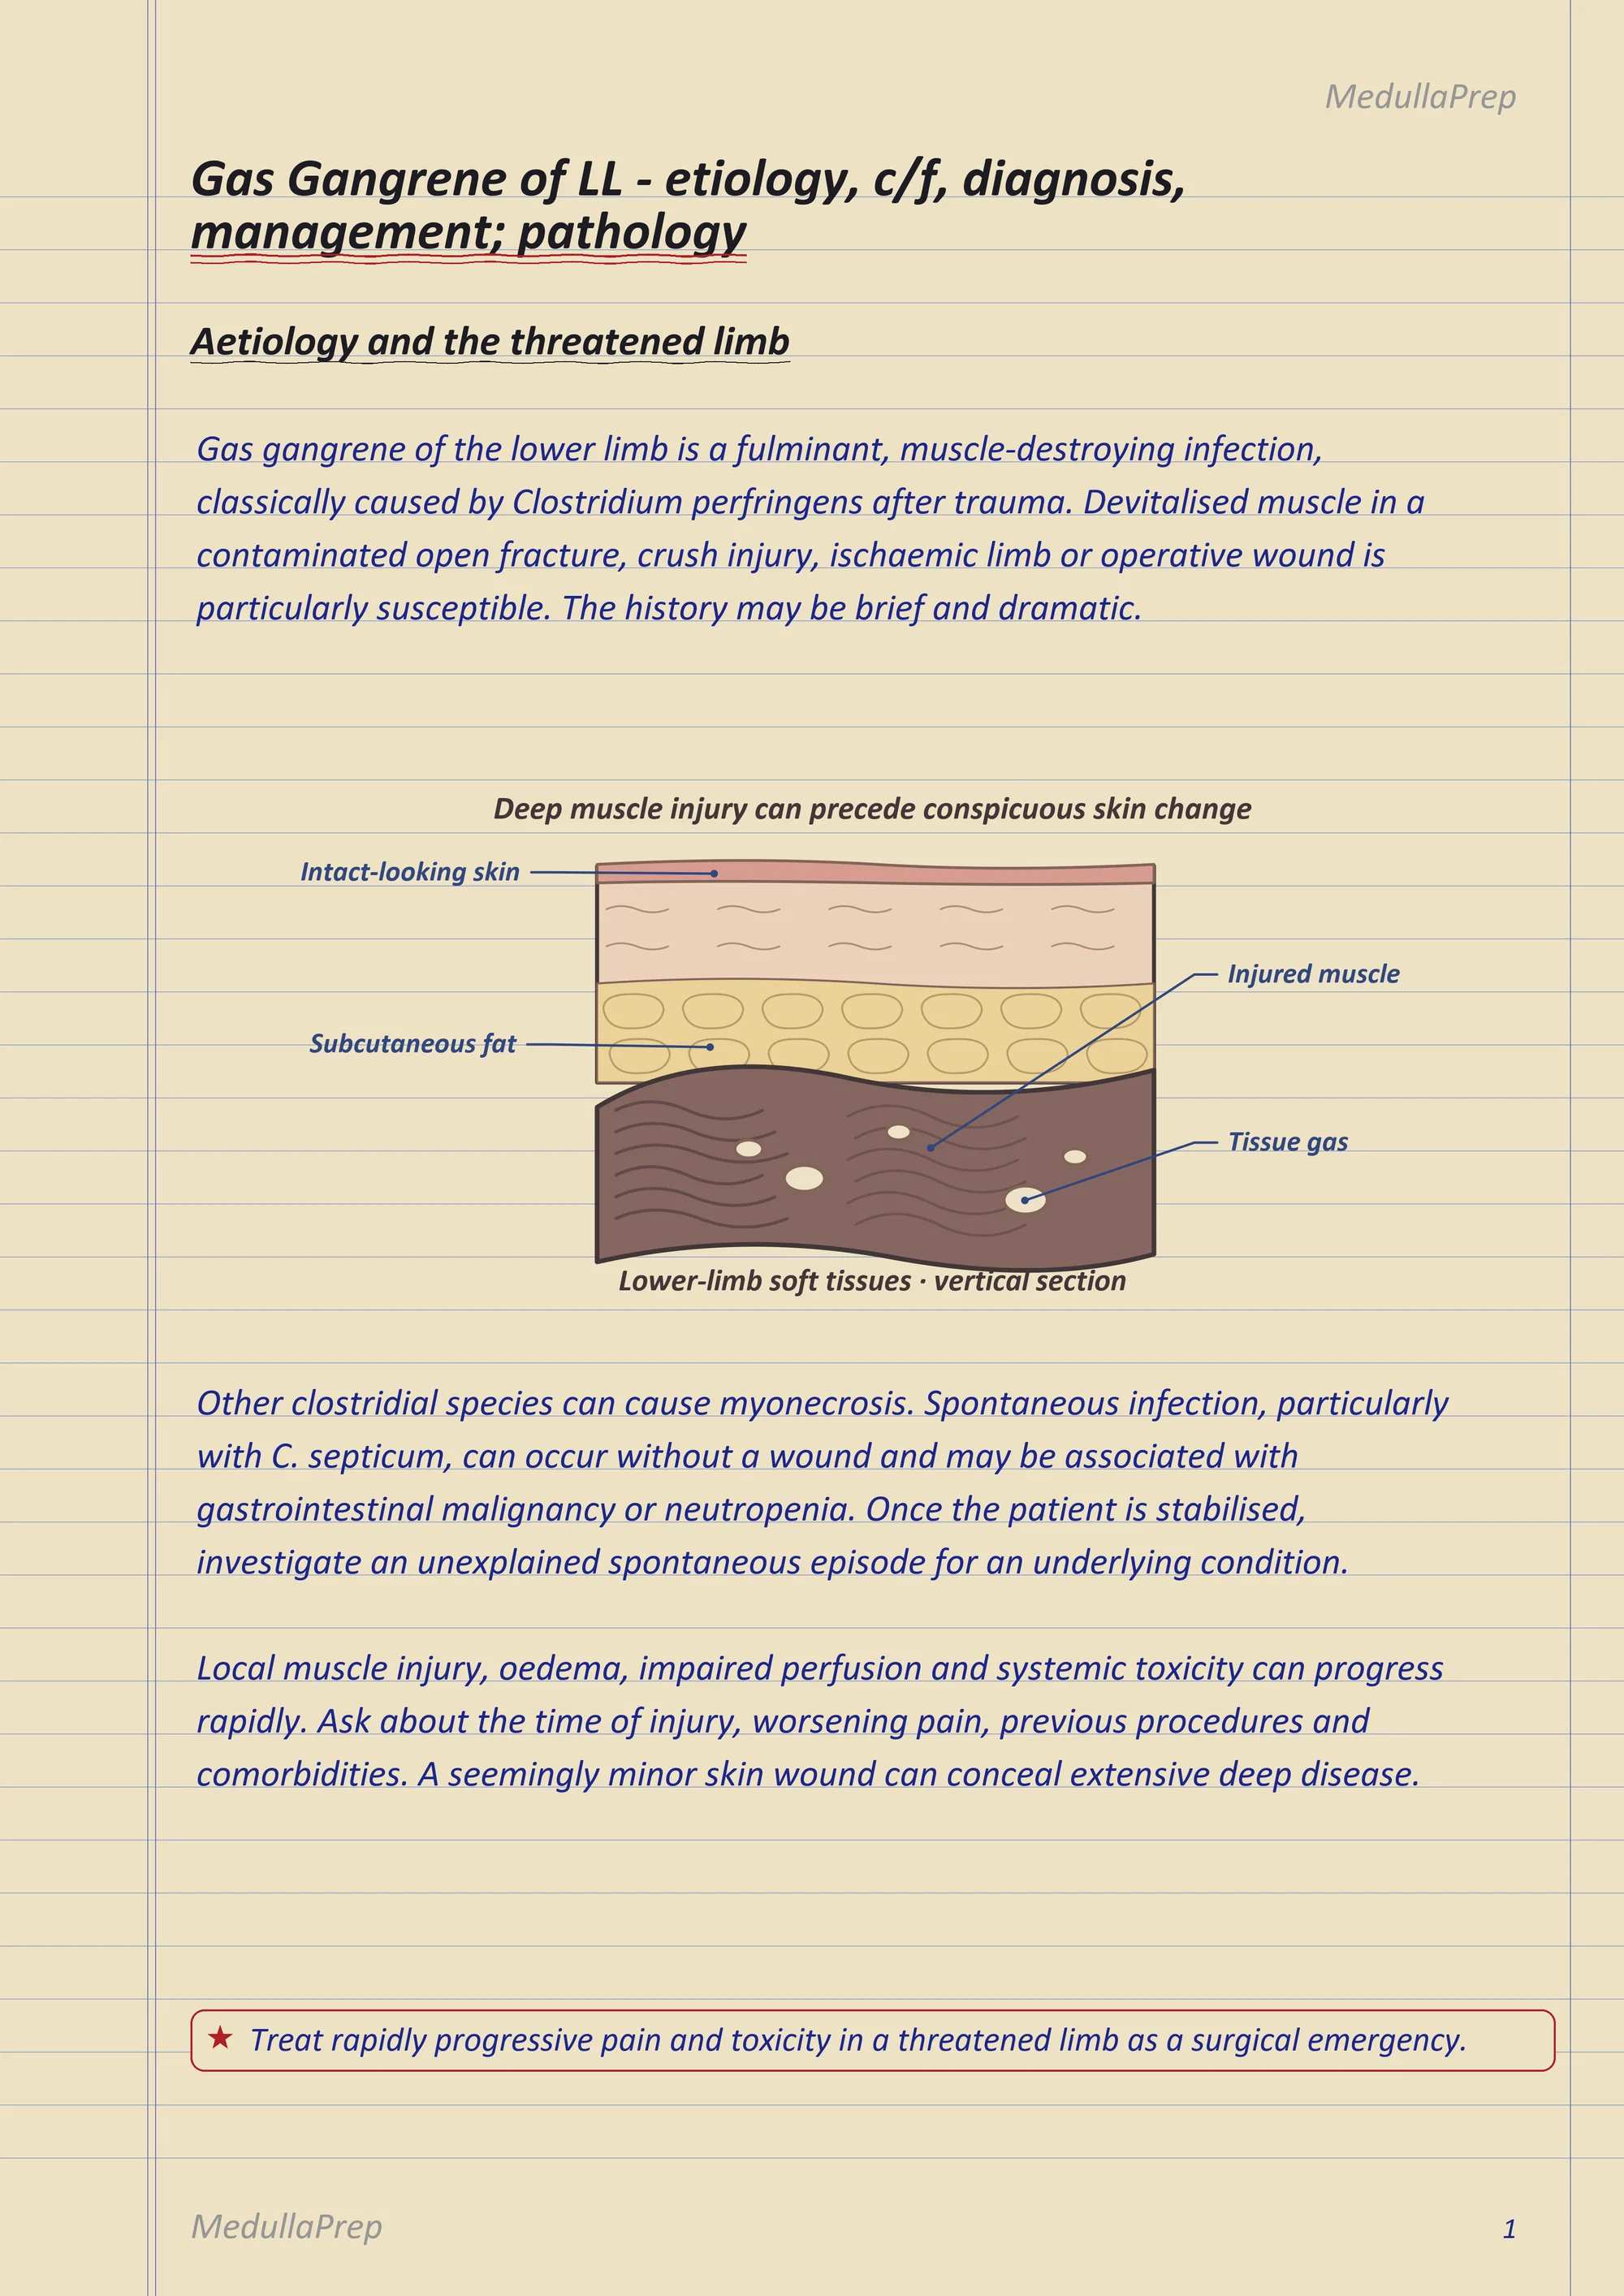 MedullaPrep
Gas Gangrene of LL - etiology, c/f, diagnosis,
management; pathology
Aetiology and the threatened limb
Gas gangrene of the lower limb is a fulminant, muscle-destroying infection,
classically caused by Clostridium perfringens after trauma. Devitalised muscle in a
contaminated open fracture, crush injury, ischaemic limb or operative wound is
particularly susceptible. The history may be brief and dramatic.
Deep muscle injury can precede conspicuous skin change
Intact-looking skin
Injured muscle
Subcutaneous fat
Tissue gas
Lower-limb soft tissues · vertical section
Other clostridial species can cause myonecrosis. Spontaneous infection, particularly
with C. septicum, can occur without a wound and may be associated with
gastrointestinal malignancy or neutropenia. Once the patient is stabilised,
investigate an unexplained spontaneous episode for an underlying condition.
Local muscle injury, oedema, impaired perfusion and systemic toxicity can progress
rapidly. Ask about the time of injury, worsening pain, previous procedures and
comorbidities. A seemingly minor skin wound can conceal extensive deep disease.
★ Treat rapidly progressive pain and toxicity in a threatened limb as a surgical emergency.
MedullaPrep
1